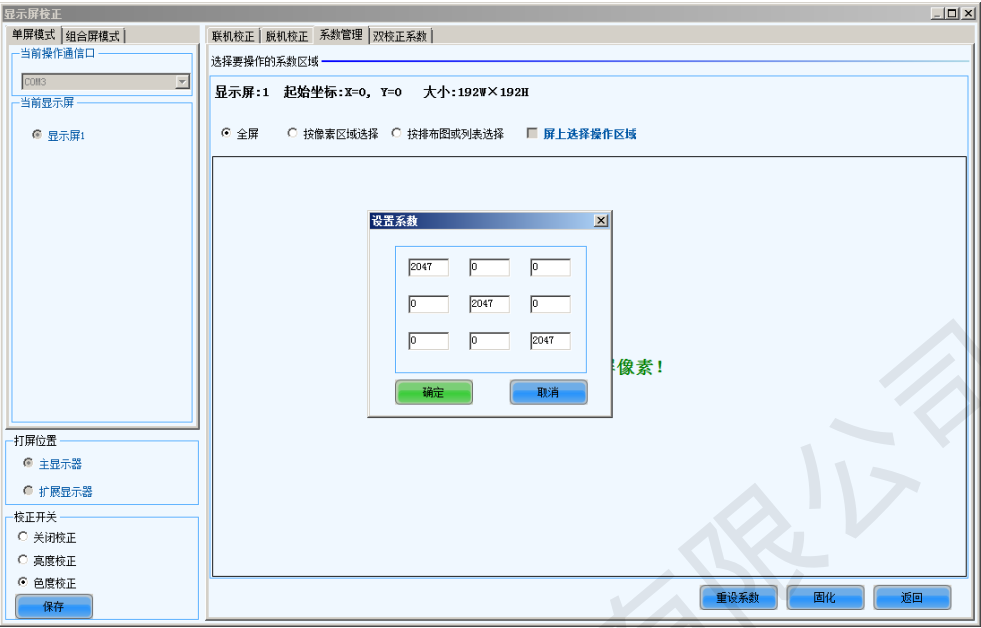 显示屏校正
单屏模式 组合屏模式
当前操作通信口
COM3
当前显示屏
显示屏1
打屏位置
主显示器
扩展显示器
校正开关
关闭校正
亮度校正
色度校正
保存
联机校正 脱机校正 系数管理 双校正系数
选择要操作的系数区域
显示屏:1 起始坐标:X=0, Y=0 大小:192W×192H
全屏 按像素区域选择 按排布图或列表选择 屏上选择操作区域
设置系数
2047 0 0
0 2047 0
0 0 2047
像素!
确定 取消
重设系数 固化 返回
有限公司